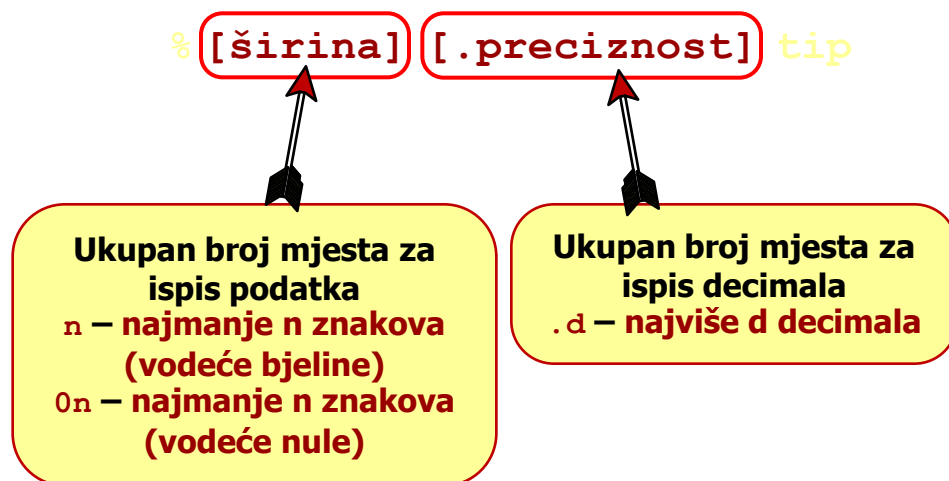 % [širina] [.preciznost] tip
Ukupan broj mjesta za
ispis podatka
n – najmanje n znakova
(vodeće bjeline)
0n – najmanje n znakova
(vodeće nule)
Ukupan broj mjesta za
ispis decimala
.d – najviše d decimala